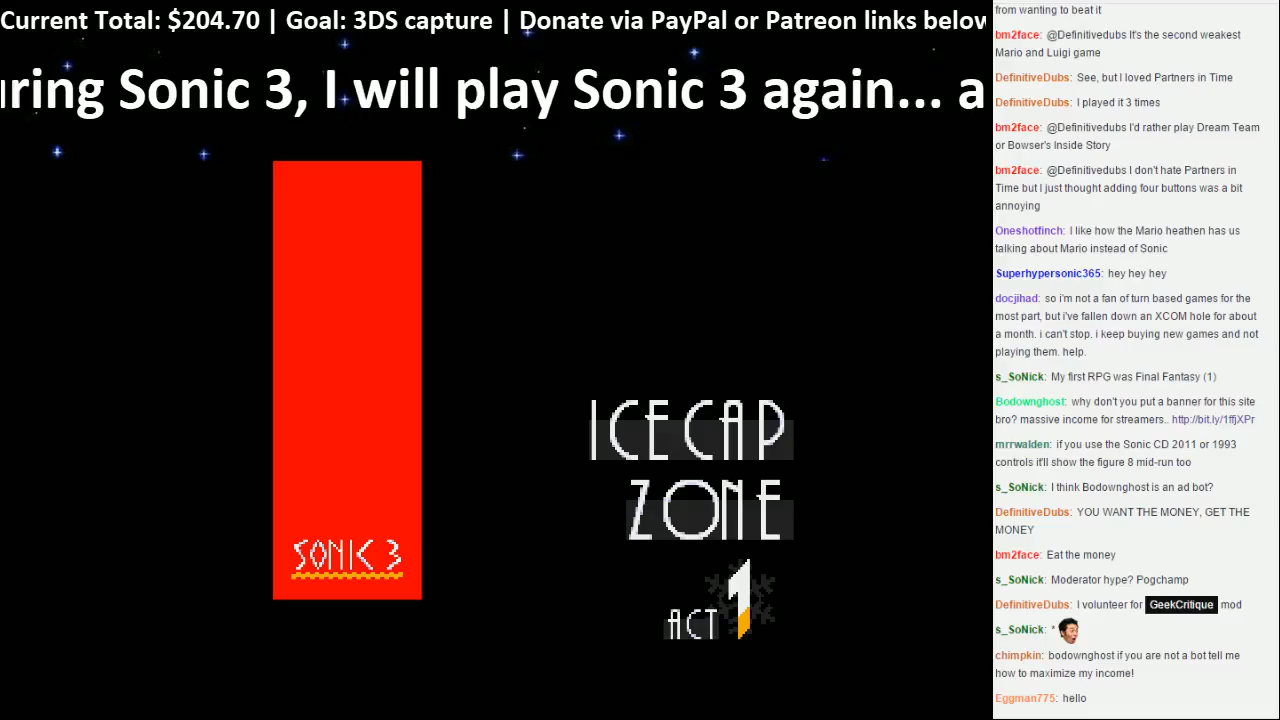 Current Total: $204.70 | Goal: 3DS capture | Donate via PayPal or Patreon links below
uring Sonic 3, I will play Sonic 3 again... a
SONIC 3
ICECAP
ZONE
ACT 1
from wanting to beat it
bm2face: @Definitivedubs It's the second weakest
Mario and Luigi game
DefinitiveDubs: See, but I loved Partners in Time
DefinitiveDubs: I played it 3 times
bm2face: @Definitivedubs I'd rather play Dream Team
or Bowser's Inside Story
bm2face: @Definitivedubs I don't hate Partners in
Time but I just thought adding four buttons was a bit
annoying
Oneshotfinch: I like how the Mario heathen has us
talking about Mario instead of Sonic
Superhypersonic365: hey hey hey
docjihad: so i'm not a fan of turn based games for the
most part, but i've fallen down an XCOM hole for about
a month. i can't stop. i keep buying new games and not
playing them. help.
s_SoNick: My first RPG was Final Fantasy (1)
Bodownghost: why don't you put a banner for this site
bro? massive income for streamers.. http://bit.ly/1ffjXPr
mrrwalden: if you use the Sonic CD 2011 or 1993
controls it'll show the figure 8 mid-run too
s_SoNick: I think Bodownghost is an ad bot?
DefinitiveDubs: YOU WANT THE MONEY, GET THE
MONEY
bm2face: Eat the money
s_SoNick: Moderator hype? Pogchamp
DefinitiveDubs: I volunteer for GeekCritique mod
s_SoNick: *
chimpkin: bodownghost if you are not a bot tell me
how to maximize my income!
Eggman775: hello